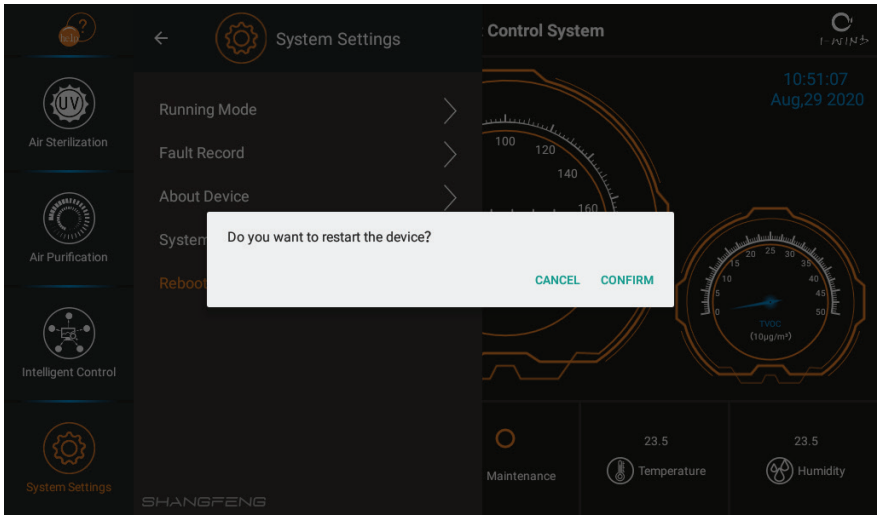 help
?
System Settings
Control System
I-WIND
10:51:07
Aug,29 2020
UV
Air Sterilization
Air Purification
Intelligent Control
System Settings
Running Mode
Fault Record
About Device
System
Reboot
Do you want to restart the device?
CANCEL
CONFIRM
100
120
140
160
0
5
10
15
20
25
30
35
40
45
50
TVOC
(10μg/m³)
Maintenance
23.5
Temperature
23.5
Humidity
SHANGFENG